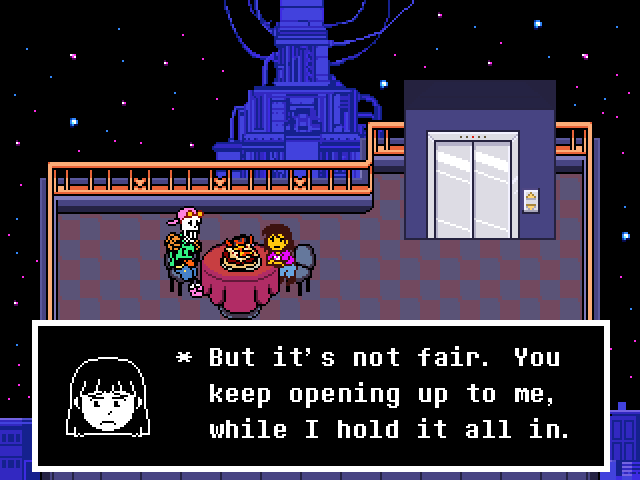 * But it's not fair. You
keep opening up to me,
while I hold it all in.